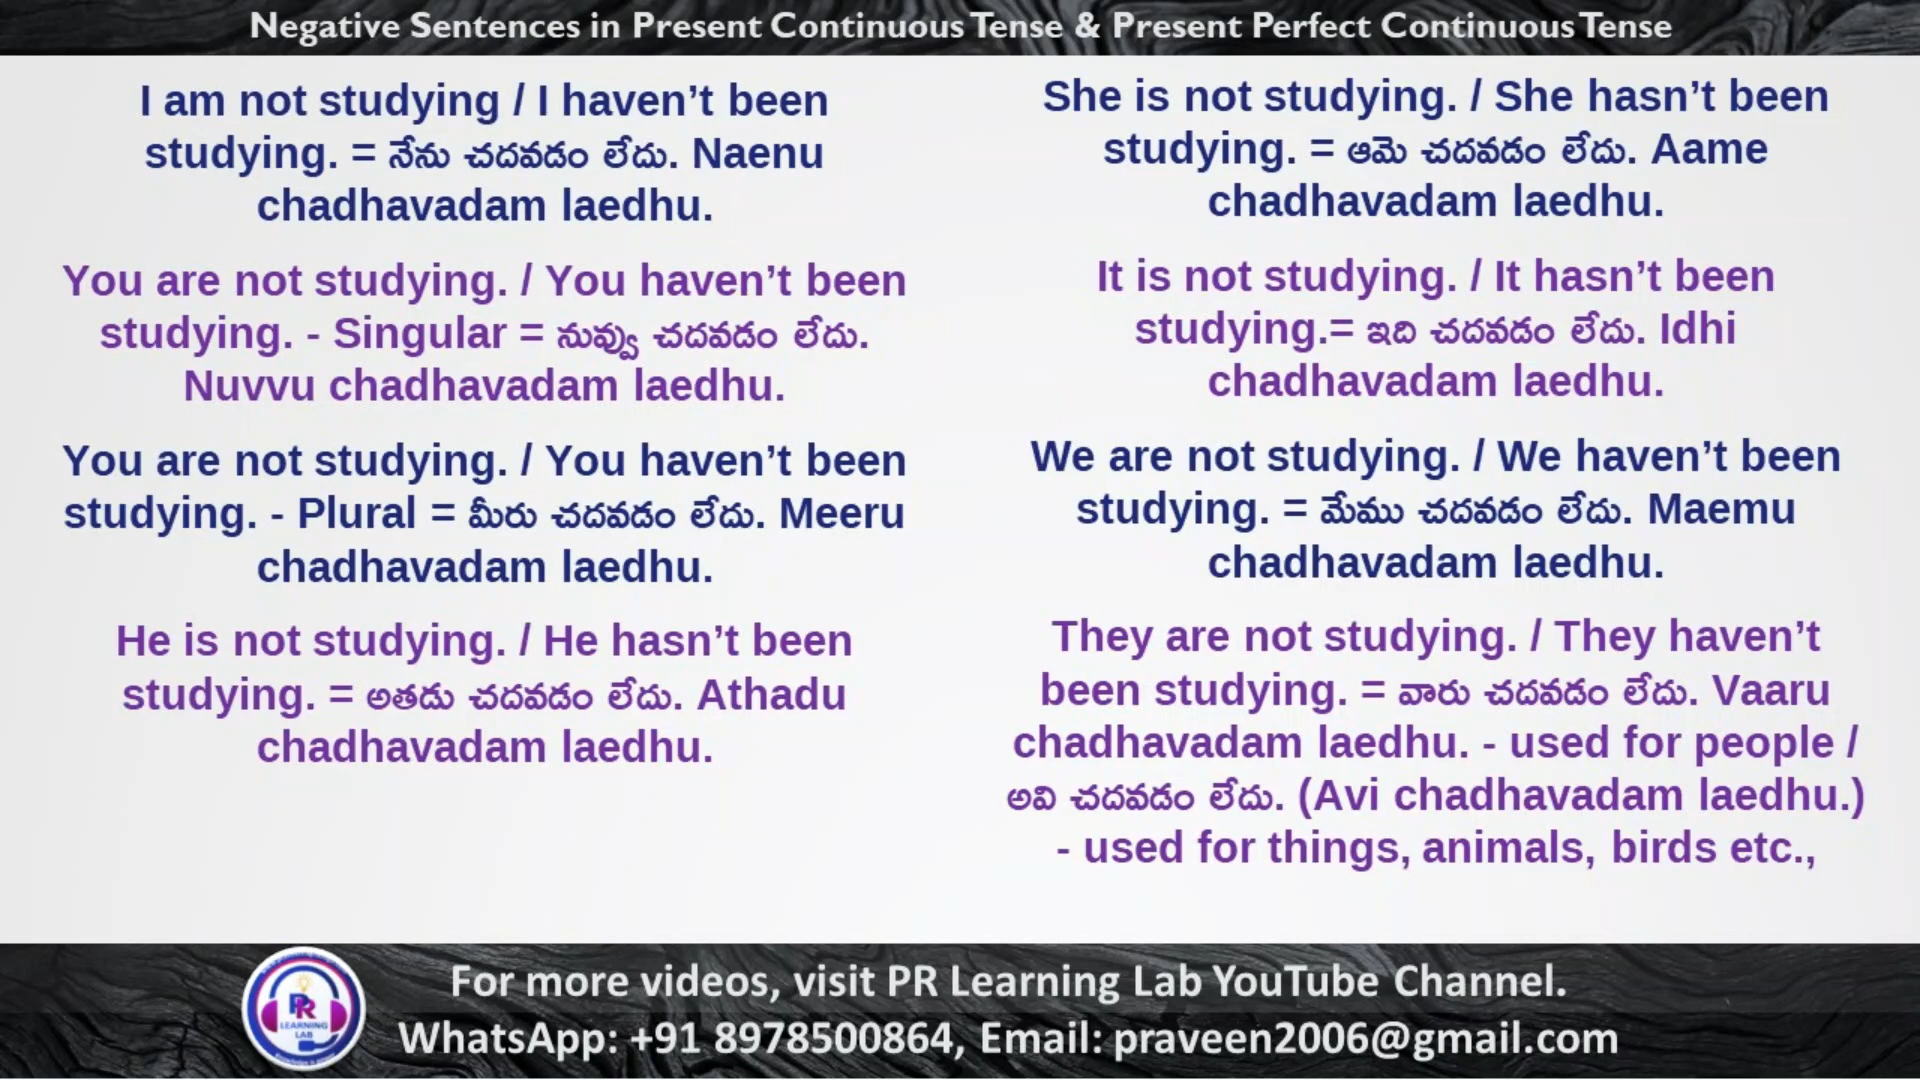 Negative Sentences in Present Continuous Tense & Present Perfect Continuous Tense
I am not studying / I haven’t been
studying. = నేను చదవడం లేదు. Naenu
chadhavadam laedhu.
You are not studying. / You haven’t been
studying. - Singular = నువ్వు చదవడం లేదు.
Nuvvu chadhavadam laedhu.
You are not studying. / You haven’t been
studying. - Plural = మీరు చదవడం లేదు. Meeru
chadhavadam laedhu.
He is not studying. / He hasn’t been
studying. = అతడు చదవడం లేదు. Athadu
chadhavadam laedhu.
She is not studying. / She hasn’t been
studying. = ఆమె చదవడం లేదు. Aame
chadhavadam laedhu.
It is not studying. / It hasn’t been
studying.= ఇది చదవడం లేదు. Idhi
chadhavadam laedhu.
We are not studying. / We haven’t been
studying. = మేము చదవడం లేదు. Maemu
chadhavadam laedhu.
They are not studying. / They haven’t
been studying. = వారు చదవడం లేదు. Vaaru
chadhavadam laedhu. - used for people /
అవి చదవడం లేదు. (Avi chadhavadam laedhu.)
- used for things, animals, birds etc.,
PR
LEARNING
LAB
For more videos, visit PR Learning Lab YouTube Channel.
WhatsApp: +91 8978500864, Email: praveen2006@gmail.com